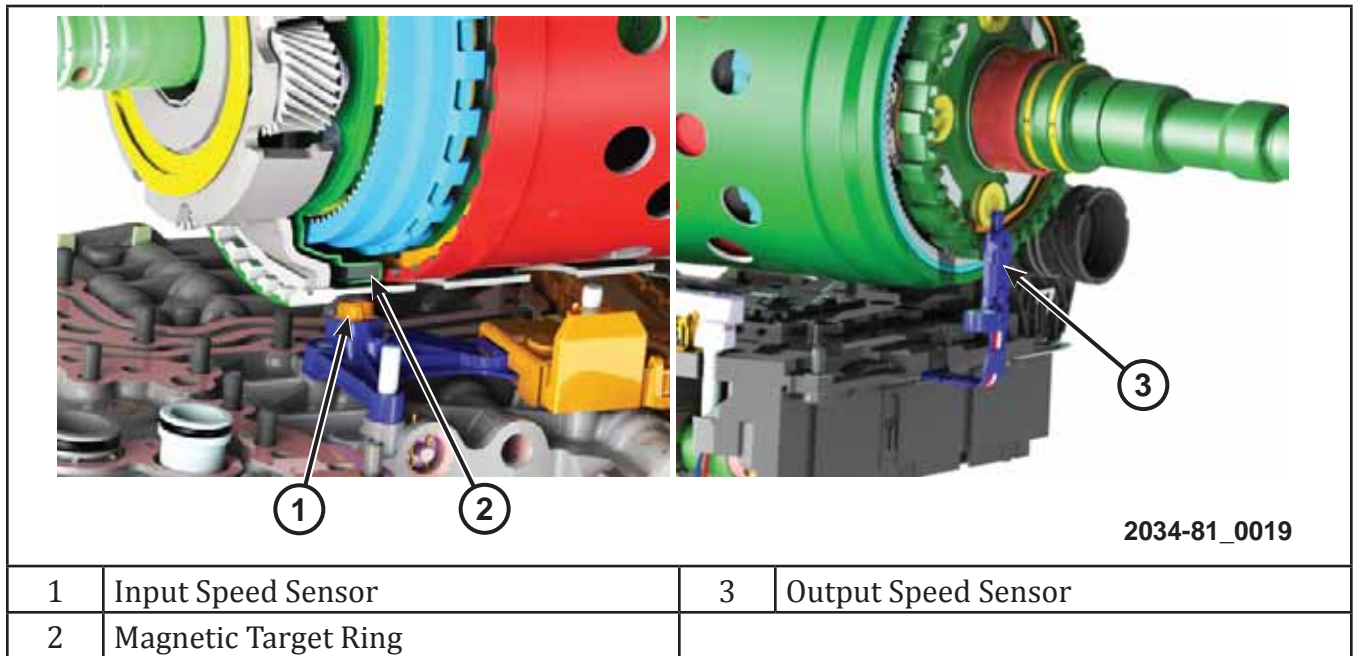 1
2
3
2034-81_0019
1 Input Speed Sensor 3 Output Speed Sensor
2 Magnetic Target Ring